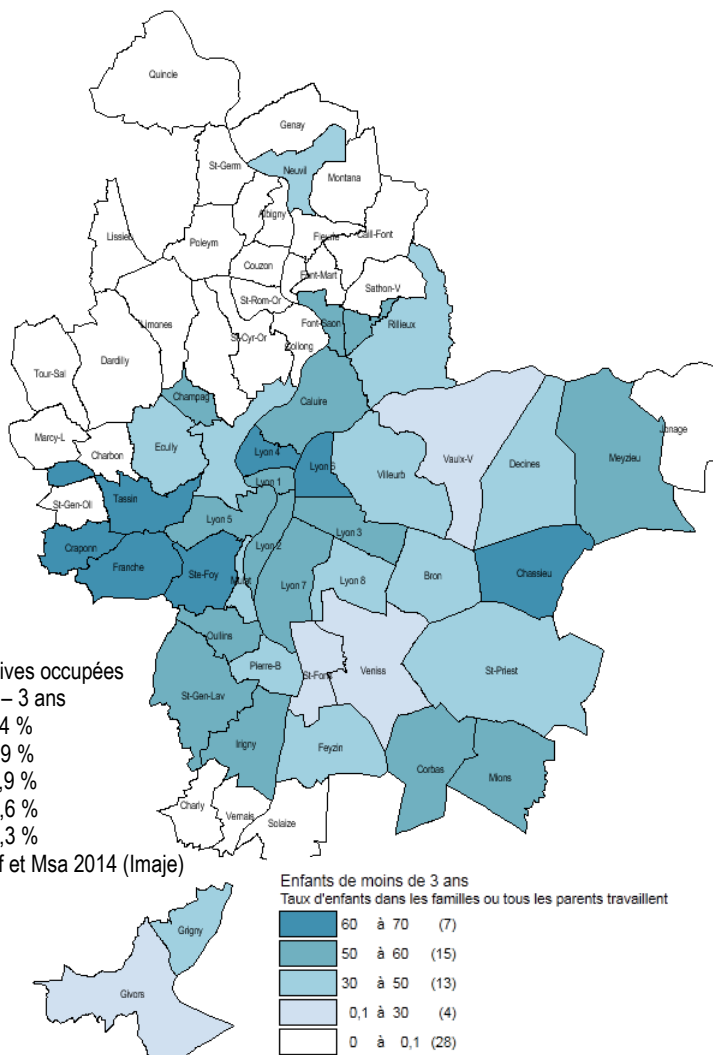 Quincie
Genay
St-Germ
Neuvil
Montana
Albigny
Lissieu
Poleym
Fleurie
Caill-Font
Couzon
Font-Mart
Sathon-V
St-Rom-Or
Limones
St-Cyr-Or
Collong
Font-Saon
Rillieux
Tour-Sal
Dardilly
Champag
Caluire
Marcy-L
Charbon
Ecully
Lyon 4
Lyon 6
Villeurb
Vaulx-V
Decines
Meyzieu
Jonage
Lyon 1
Tassin
St-Gen-Oli
Lyon 5
Lyon 3
Lyon 2
Craponn
Franche
Ste-Foy
Mulat
Lyon 7
Lyon 8
Bron
Chassieu
Oullins
Pierre-B
St-Font
Veniss
St-Priest
St-Gen-Lav
Irigny
Feyzin
Corbas
Mions
Charly
Vernais
Solaize
ives occupées
– 3 ans
4 %
9 %
,9 %
,6 %
,3 %
f et Msa 2014 (Imaje)
Grigny
Givors
Enfants de moins de 3 ans
Taux d'enfants dans les familles ou tous les parents travaillent
60 à 70 (7)
50 à 60 (15)
30 à 50 (13)
0,1 à 30 (4)
0 à 0,1 (28)